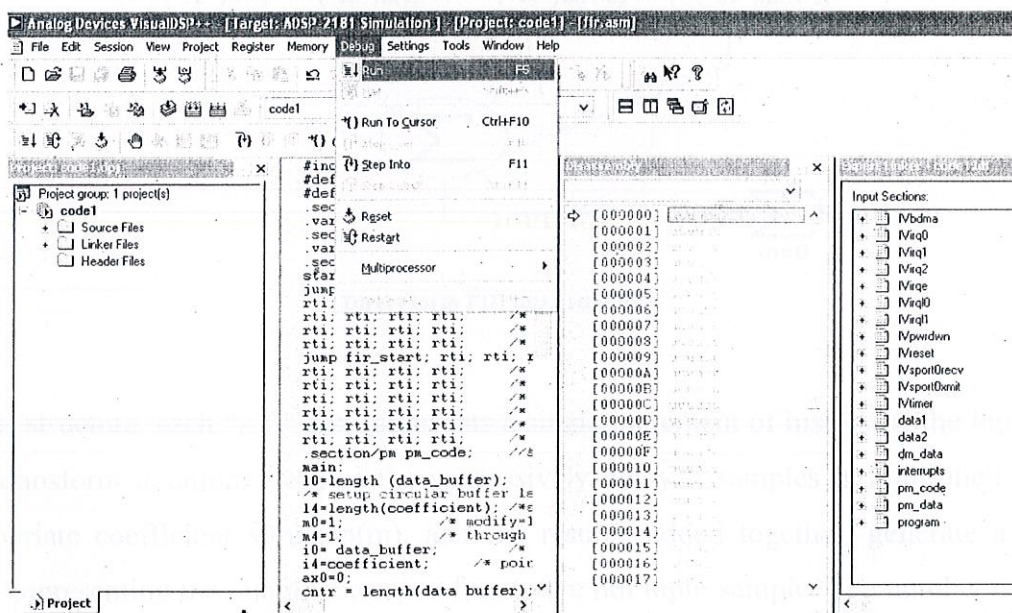 Analog Devices VisualDSP++ - [Target: ADSP-2181 Simulation ] - [Project: code1] - [fir.asm]
File Edit Session View Project Register Memory Debug Settings Tools Window Help
Run F5
code1
Run To Cursor Ctrl+F10
Step Into F11
Reset
Restart
Multiprocessor
Project group: 1 project(s)
code1
Source Files
Linker Files
Header Files
Project
#inc
#def
#def
.sec
.var
.sec
.var
.sec
star
jump
rti;
rti; rti; rti; rti; /*
rti; rti; rti; rti; /*
rti; rti; rti; rti; /*
jump fir_start; rti; rti; r
rti; rti; rti; rti; /*
rti; rti; rti; rti; /*
rti; rti; rti; rti; /*
rti; rti; rti; rti; /*
rti; rti; rti; rti; /*
rti; rti; rti; rti; /*
.section/pm pm_code; //s
main:
l0=length (data_buffer);
/* setup circular buffer le
l4=length(coefficient); /*s
m0=1; /* modify=1
m4=1; /* through
i0= data_buffer; /*
i4=coefficient; /* poin
ax0=0;
cntr = length(data_buffer);
[000000]
[000001]
[000002]
[000003]
[000004]
[000005]
[000006]
[000007]
[000008]
[000009]
[00000A]
[00000B]
[00000C]
[00000D]
[00000E]
[00000F]
[000010]
[000011]
[000012]
[000013]
[000014]
[000015]
[000016]
[000017]
Input Sections:
IVbdma
IVirq0
IVirq1
IVirq2
IVirqe
IVirql0
IVirql1
IVpwrdwn
IVreset
IVsport0recv
IVsport0xmit
IVtimer
data1
data2
dm_data
interrupts
pm_code
pm_data
program